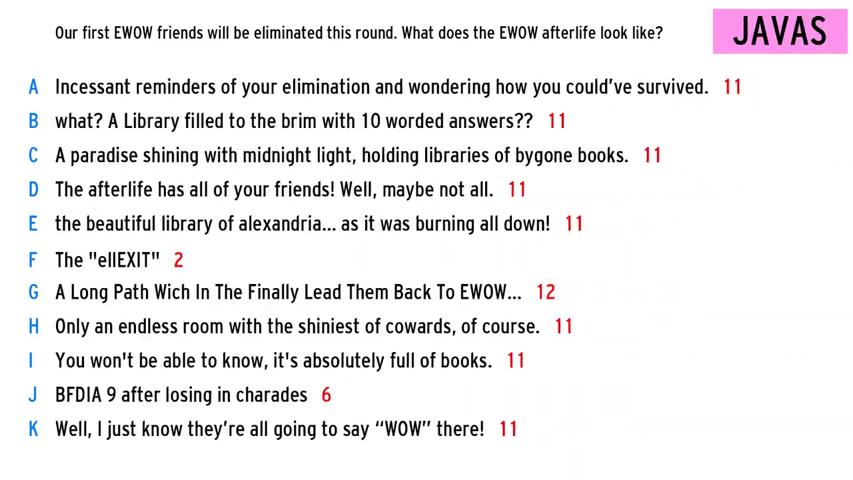 Our first EWOW friends will be eliminated this round. What does the EWOW afterlife look like?
JAVAS
A Incessant reminders of your elimination and wondering how you could’ve survived. 11
B what? A Library filled to the brim with 10 worded answers?? 11
C A paradise shining with midnight light, holding libraries of bygone books. 11
D The afterlife has all of your friends! Well, maybe not all. 11
E the beautiful library of alexandria... as it was burning all down! 11
F The "ellEXIT" 2
G A Long Path Wich In The Finally Lead Them Back To EWOW... 12
H Only an endless room with the shiniest of cowards, of course. 11
I You won't be able to know, it's absolutely full of books. 11
J BFDIA 9 after losing in charades 6
K Well, I just know they’re all going to say “WOW” there! 11